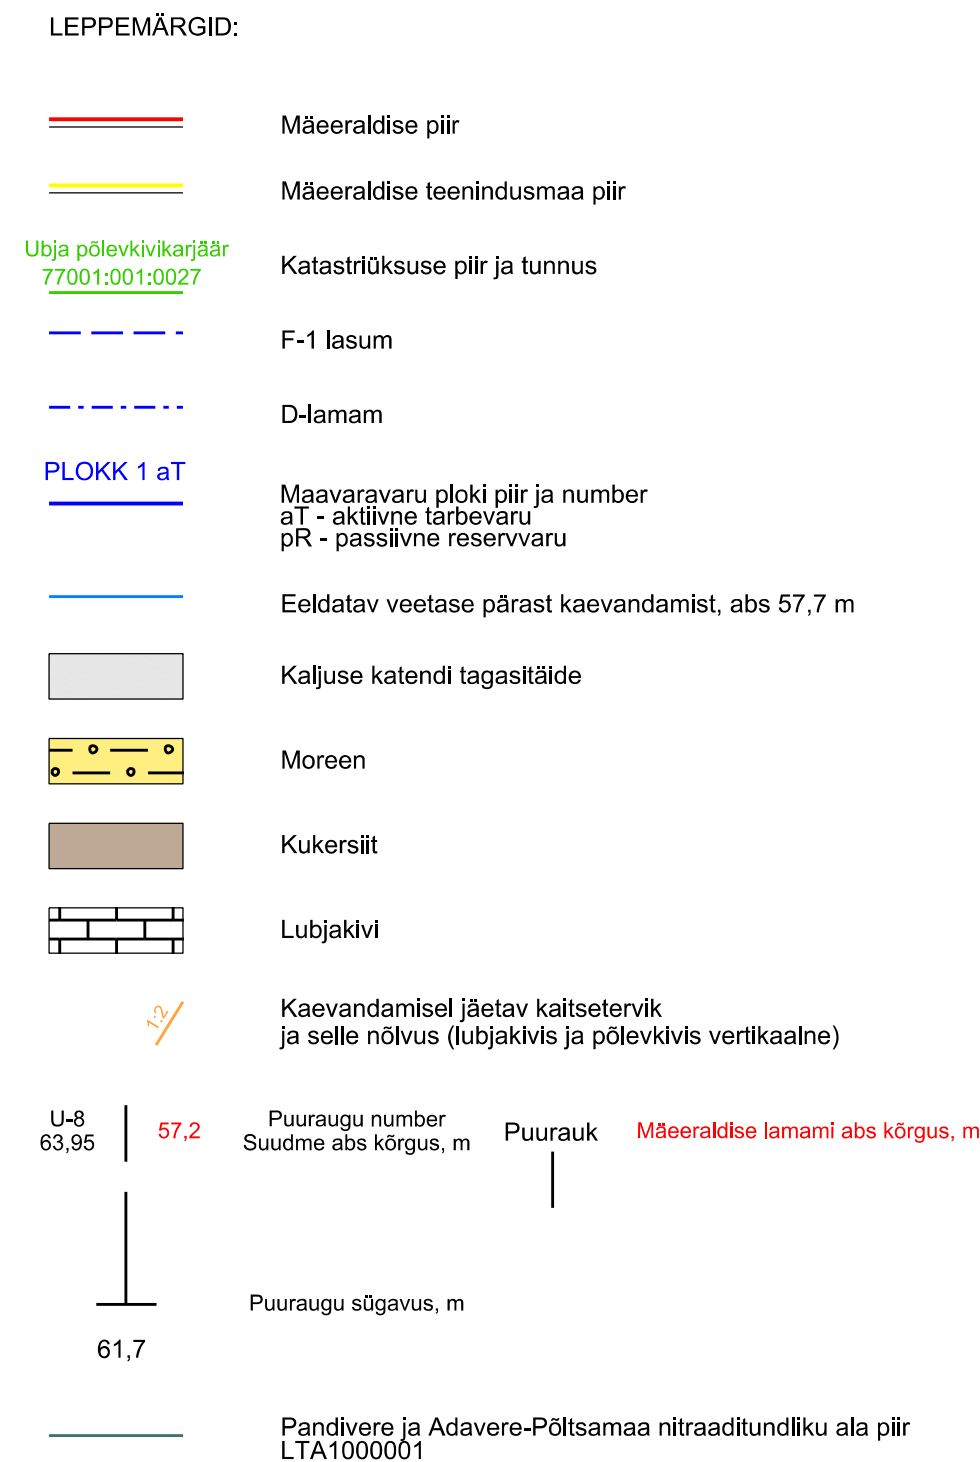 LEPPEMÄRGID:
Mäeeraldise piir
Mäeeraldise teenindusmaa piir
Ubja põlevkivikarjäär
77001:001:0027
Katastriüksuse piir ja tunnus
F-1 lasum
D-lamam
PLOKK 1 aT
Maavaravaru ploki piir ja number
aT - aktiivne tarbevaru
pR - passiivne reservvaru
Eeldatav veetase pärast kaevandamist, abs 57,7 m
Kaljuse katendi tagasitäide
Moreen
Kukersiit
Lubjakivi
1:2
Kaevandamisel jäetav kaitsetervik
ja selle nõlvus (lubjakivis ja põlevkivis vertikaalne)
U-8
63,95
57,2
Puuraugu number
Suudme abs kõrgus, m
Puurauk
Mäeeraldise lamami abs kõrgus, m
Puuraugu sügavus, m
61,7
Pandivere ja Adavere-Põltsamaa nitraaditundliku ala piir
LTA1000001